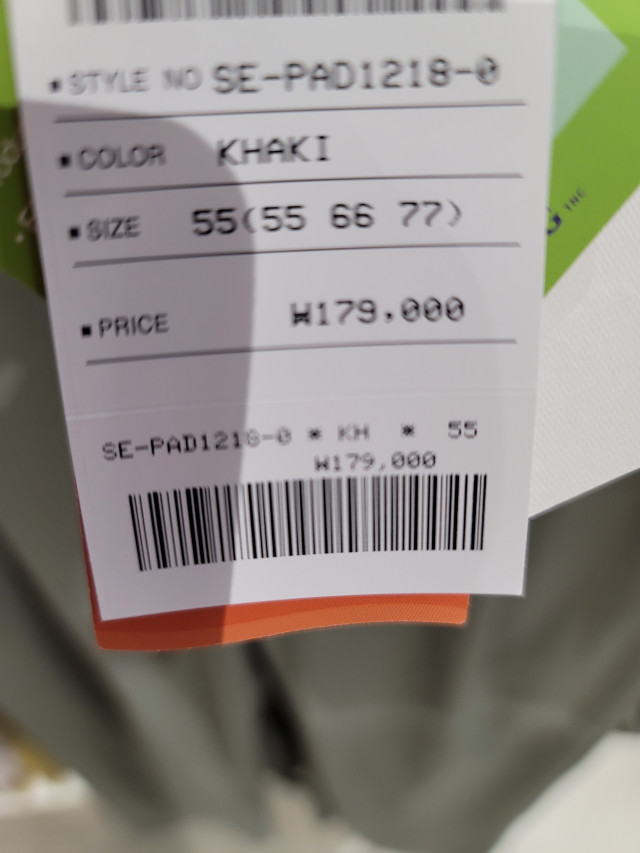 ■ STYLE NO SE-PAD1218-0
■ COLOR KHAKI
■ SIZE 55(55 66 77)
■ PRICE ₩179,000
SE-PAD1218-0 * KH * 55
₩179,000
INC